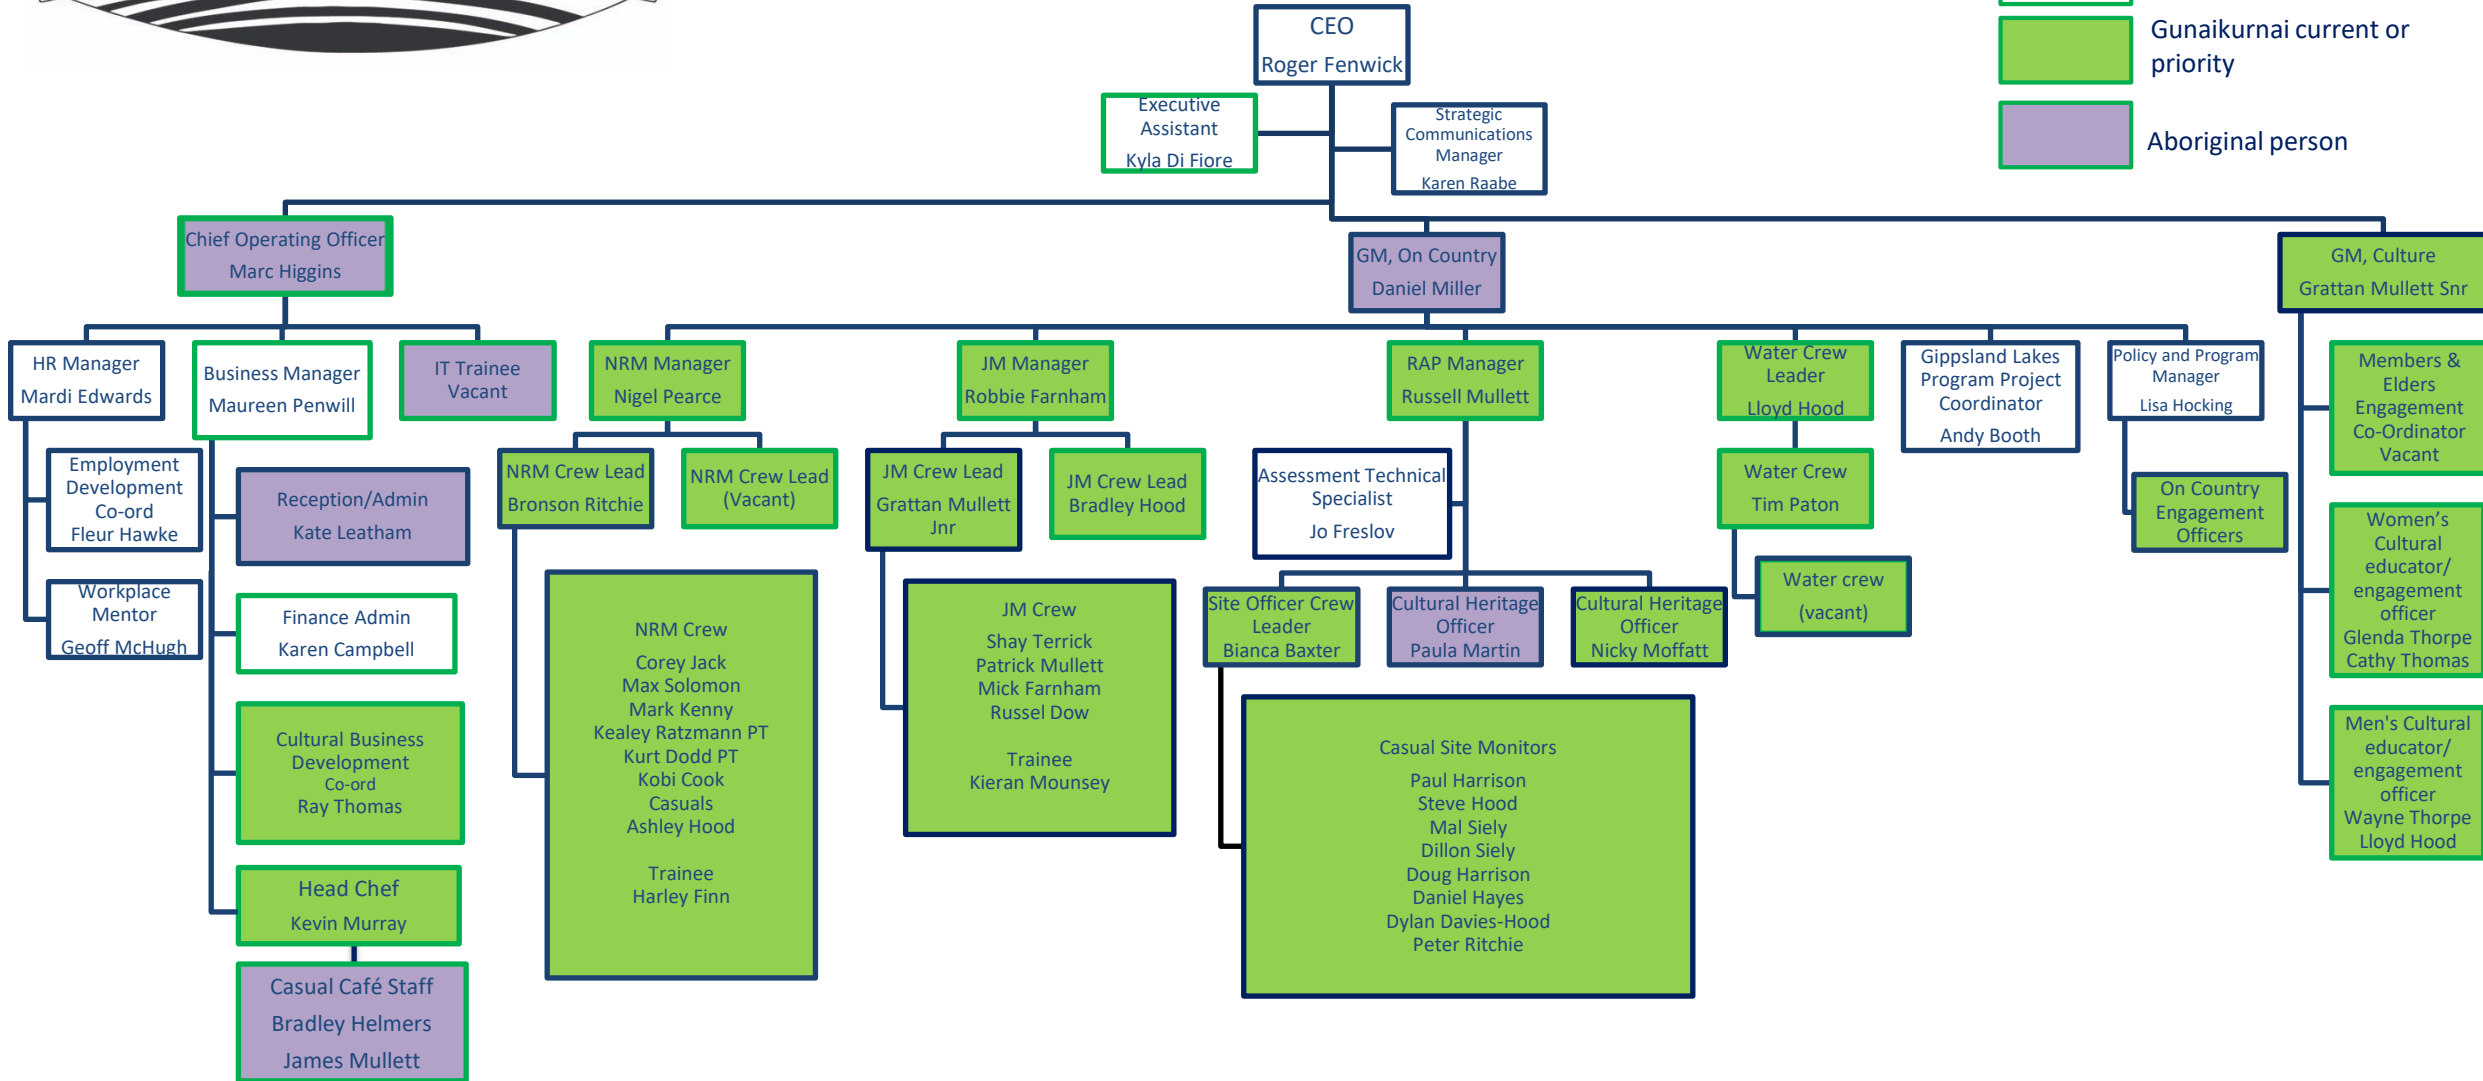 CEO
Roger Fenwick
Gunaikurnai current or
priority
Aboriginal person
Executive
Assistant
Kyla Di Fiore
Strategic
Communications
Manager
Karen Raabe
Chief Operating Officer
Marc Higgins
GM, On Country
Daniel Miller
GM, Culture
Grattan Mullett Snr
HR Manager
Mardi Edwards
Business Manager
Maureen Penwill
IT Trainee
Vacant
NRM Manager
Nigel Pearce
JM Manager
Robbie Farnham
RAP Manager
Russell Mullett
Water Crew
Leader
Lloyd Hood
Gippsland Lakes
Program Project
Coordinator
Andy Booth
Policy and Program
Manager
Lisa Hocking
Members &
Elders
Engagement
Co-Ordinator
Vacant
Employment
Development
Co-ord
Fleur Hawke
Reception/Admin
Kate Leatham
NRM Crew Lead
Bronson Ritchie
NRM Crew Lead
(Vacant)
JM Crew Lead
Grattan Mullett
Jnr
JM Crew Lead
Bradley Hood
Assessment Technical
Specialist
Jo Freslov
Water Crew
Tim Paton
On Country
Engagement
Officers
Women's
Cultural
educator/
engagement
officer
Glenda Thorpe
Cathy Thomas
Workplace
Mentor
Geoff McHugh
Finance Admin
Karen Campbell
NRM Crew
Corey Jack
Max Solomon
Mark Kenny
Kealey Ratzmann PT
Kurt Dodd PT
Kobi Cook
Casuals
Ashley Hood
Trainee
Harley Finn
JM Crew
Shay Terrick
Patrick Mullett
Mick Farnham
Russel Dow
Trainee
Kieran Mounsey
Site Officer Crew
Leader
Bianca Baxter
Cultural Heritage
Officer
Paula Martin
Cultural Heritage
Officer
Nicky Moffatt
Water crew
(vacant)
Cultural Business
Development
Co-ord
Ray Thomas
Casual Site Monitors
Paul Harrison
Steve Hood
Mal Siely
Dillon Siely
Doug Harrison
Daniel Hayes
Dylan Davies-Hood
Peter Ritchie
Men's Cultural
educator/
engagement
officer
Wayne Thorpe
Lloyd Hood
Head Chef
Kevin Murray
Casual Café Staff
Bradley Helmers
James Mullett